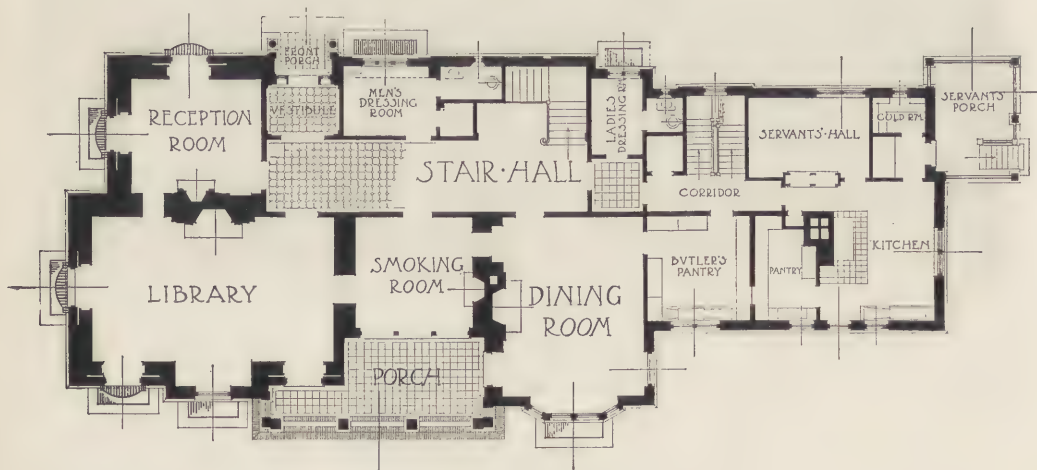 FRONT
PORCH
VESTIBULE
MEN'S
DRESSING
ROOM
RECEPTION
ROOM
LADIES
DRESSING RM.
SERVANTS' HALL
COLD RM.
SERVANTS'
PORCH
STAIR·HALL
CORRIDOR
LIBRARY
SMOKING
ROOM
DINING
ROOM
BVTLER'S
PANTRY
PANTRY
KITCHEN
PORCH